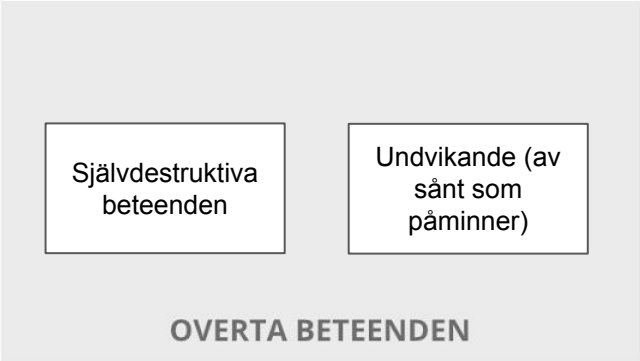 Självdestruktiva
beteenden
Undvikande (av
sånt som
påminner)
OVERTA BETEENDEN